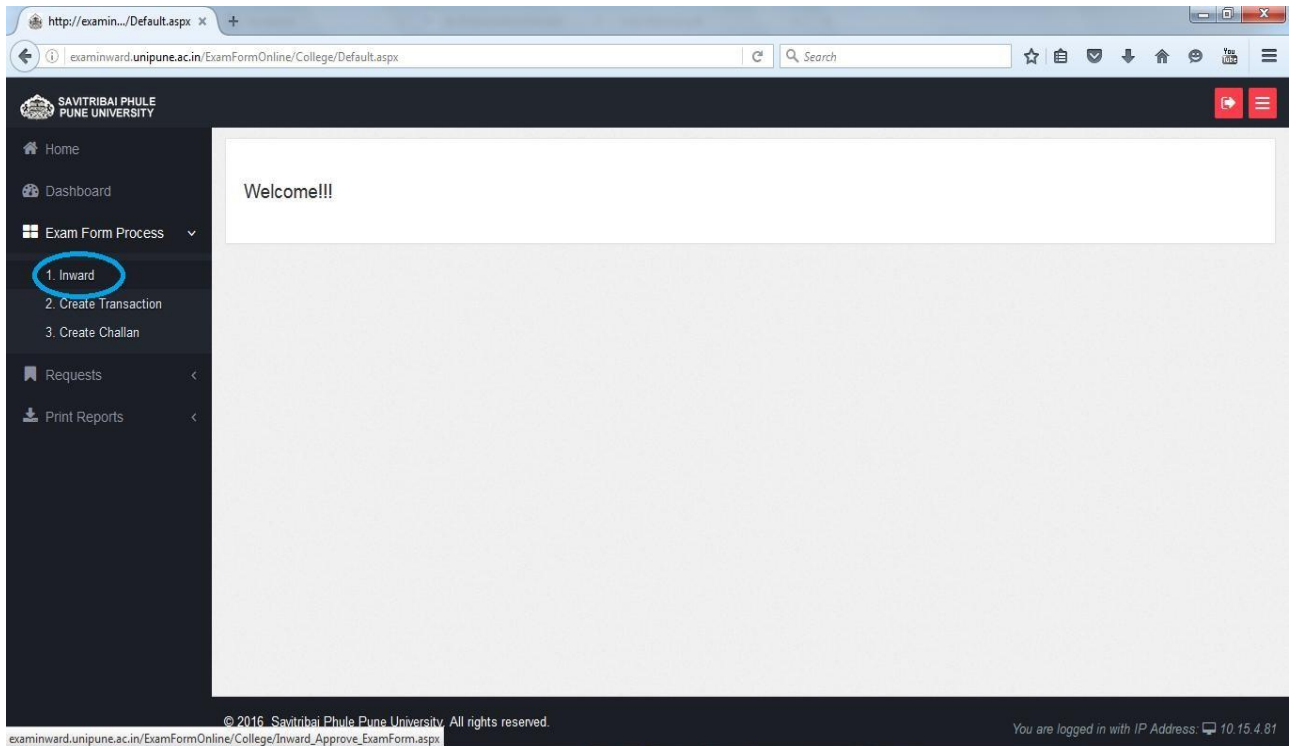 http://examin.../Default.aspx × +
examinward.unipune.ac.in/ExamFormOnline/College/Default.aspx
Search
You Tube
SAVITRIBAI PHULE
PUNE UNIVERSITY
Home
Dashboard
Exam Form Process
1. Inward
2. Create Transaction
3. Create Challan
Requests
Print Reports
Welcome!!!
© 2016 Savitribai Phule Pune University. All rights reserved.
You are logged in with IP Address: 10.15.4.81
examinward.unipune.ac.in/ExamFormOnline/College/Inward_Approve_ExamForm.aspx